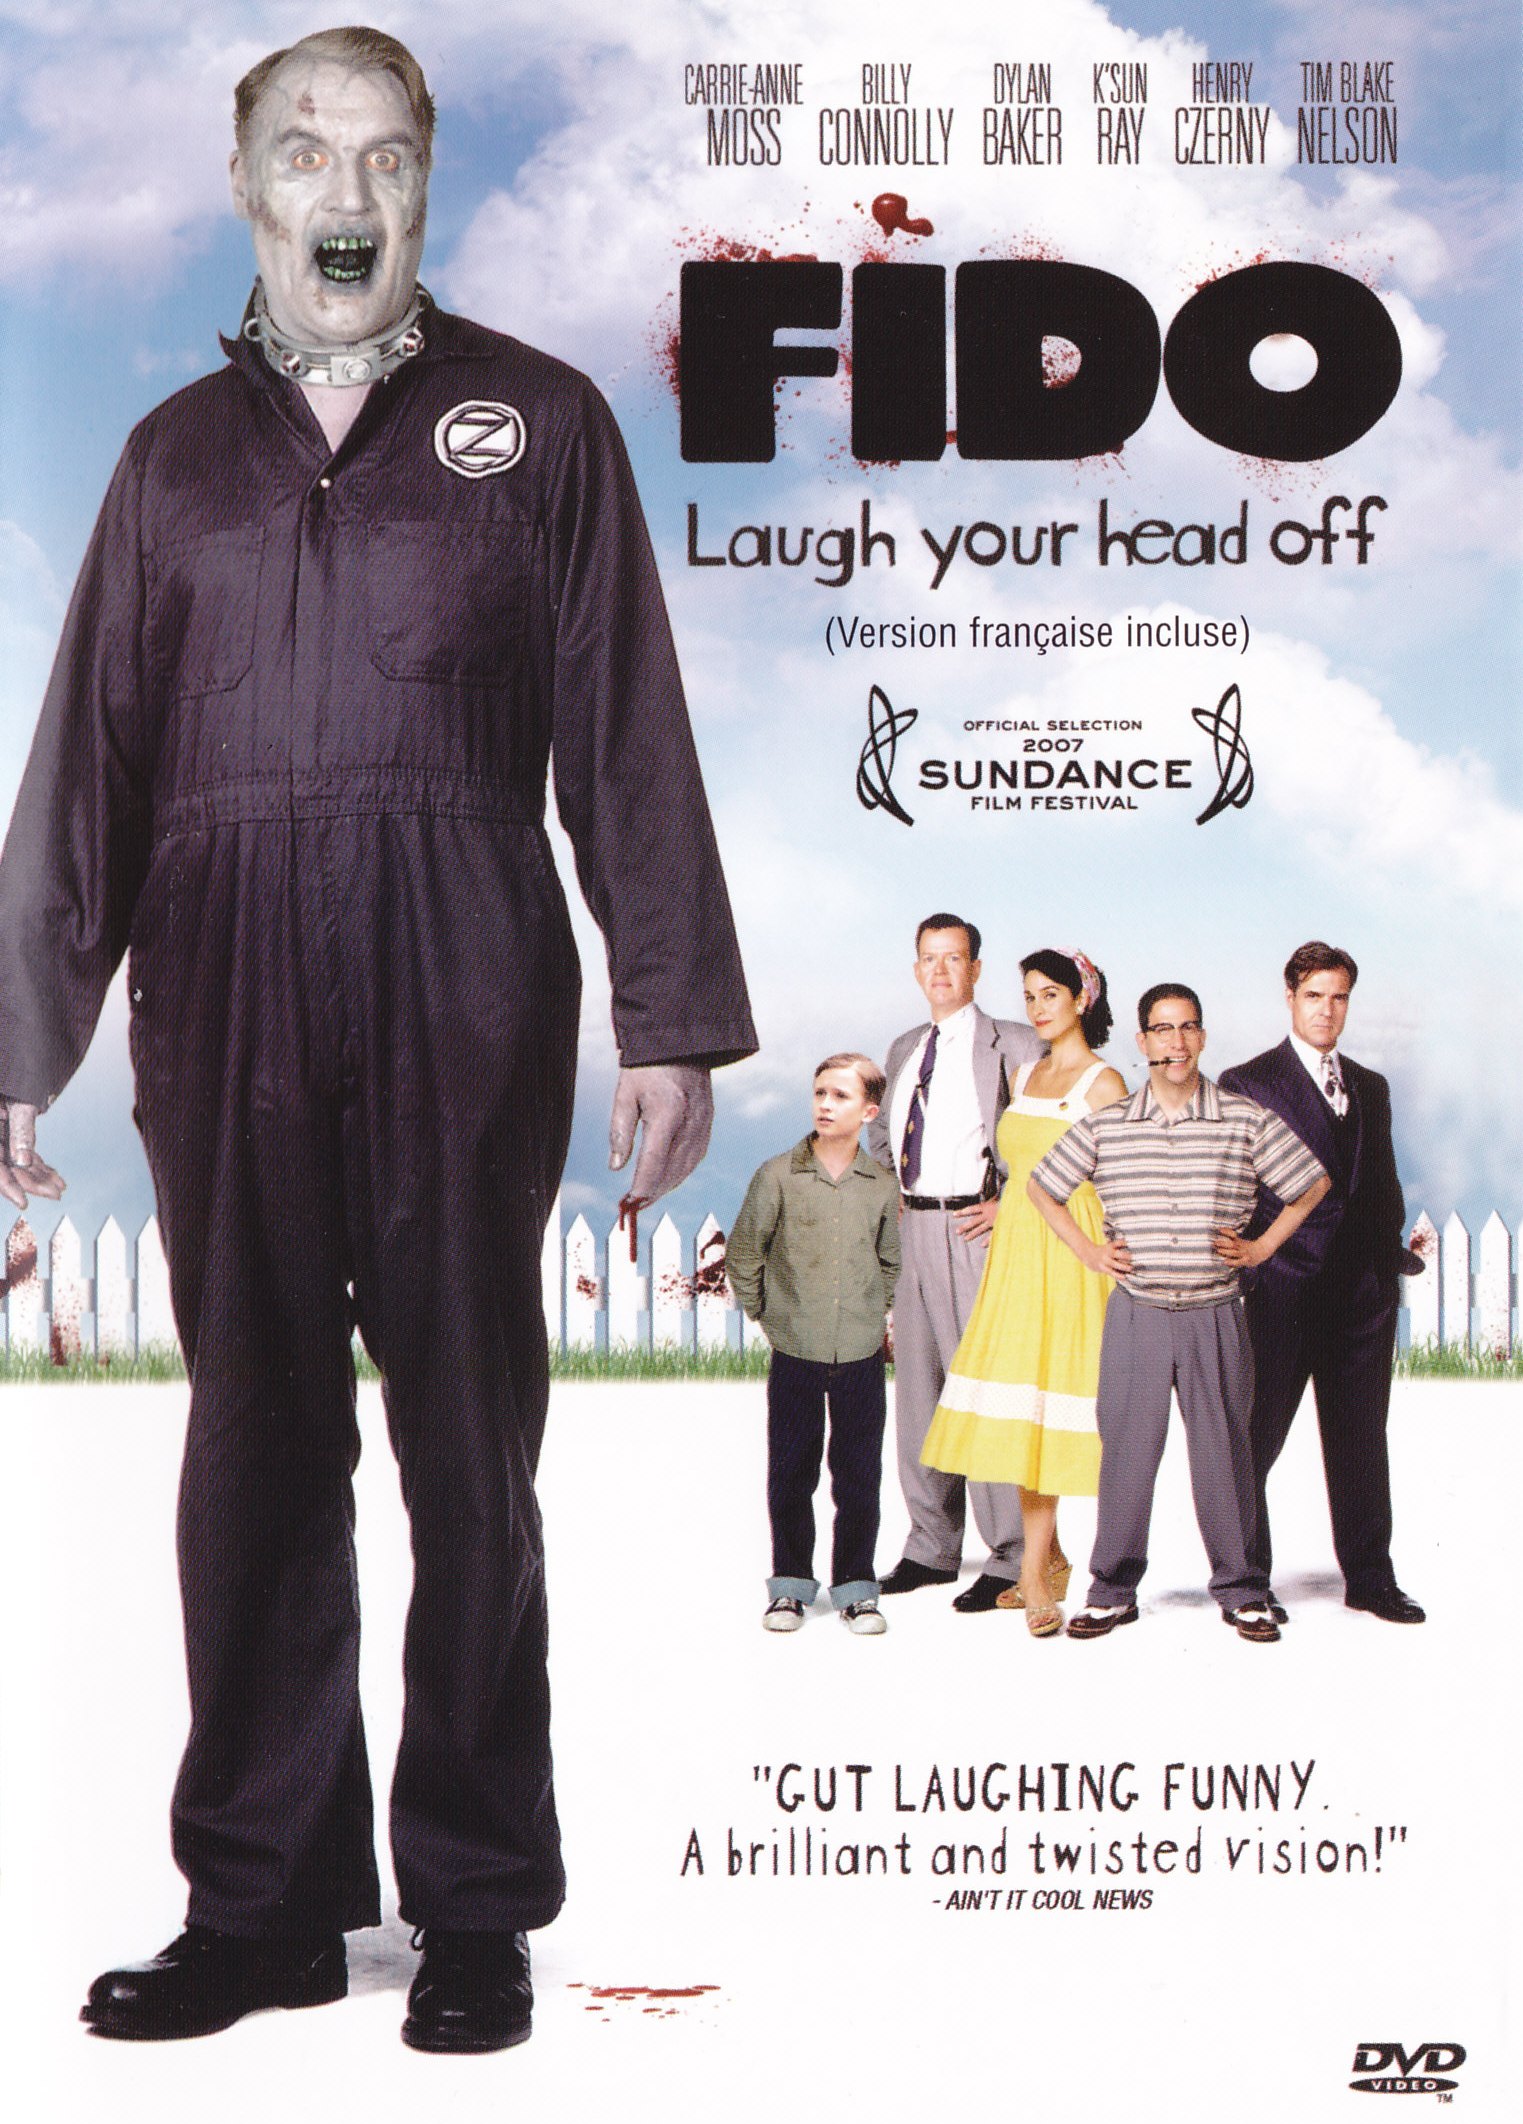 CARRIE-ANNE MOSS BILLY CONNOLLY DYLAN BAKER K'SUN RAY HENRY CZERNY TIM BLAKE NELSON
FiDO
Laugh your head off
(Version française incluse)
OFFICIAL SELECTION
2007
SUNDANCE
FILM FESTIVAL
Z
"GUT LAUGHING FUNNY.
A brilliant and twisted vision!"
- AIN'T IT COOL NEWS
DVD
VIDEO
TM